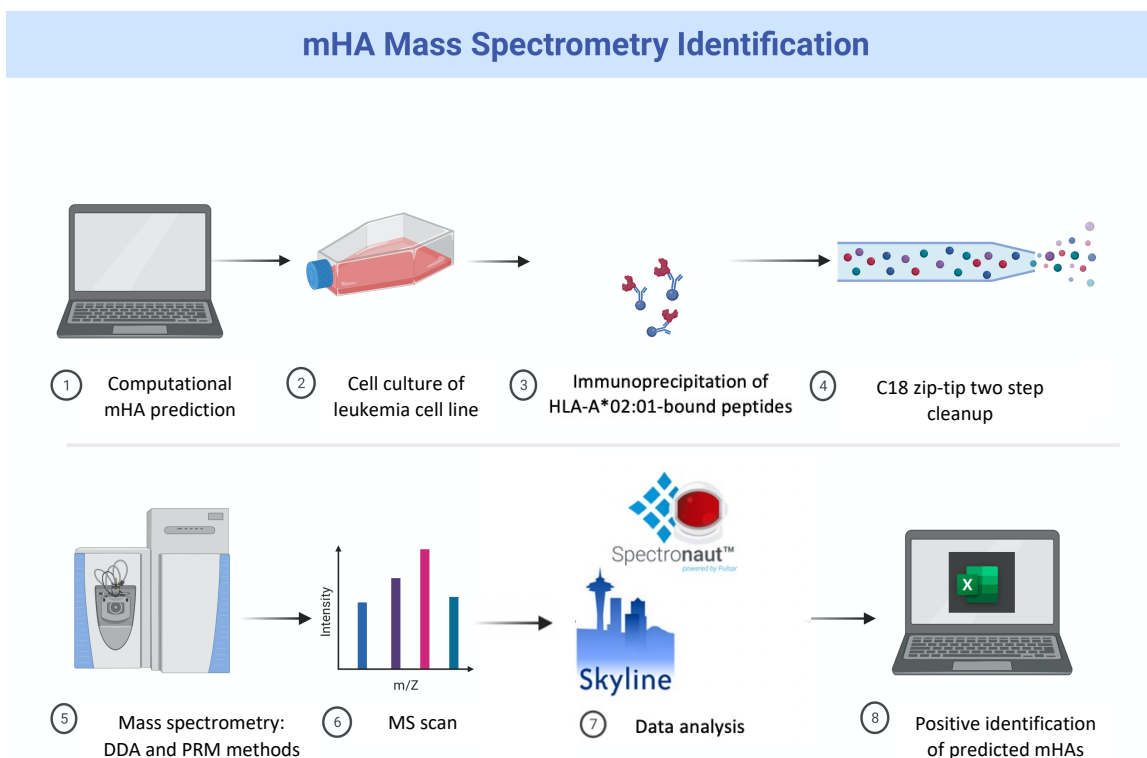 mHA Mass Spectrometry Identification
1
Computational
mHA prediction
2
Cell culture of
leukemia cell line
3
Immunoprecipitation of
HLA-A*02:01-bound peptides
4
C18 zip-tip two step
cleanup
Intensity
m/Z
Spectronaut™
powered by Pulsar
Skyline
X
5
Mass spectrometry:
DDA and PRM methods
6
MS scan
7
Data analysis
8
Positive identification
of predicted mHAs